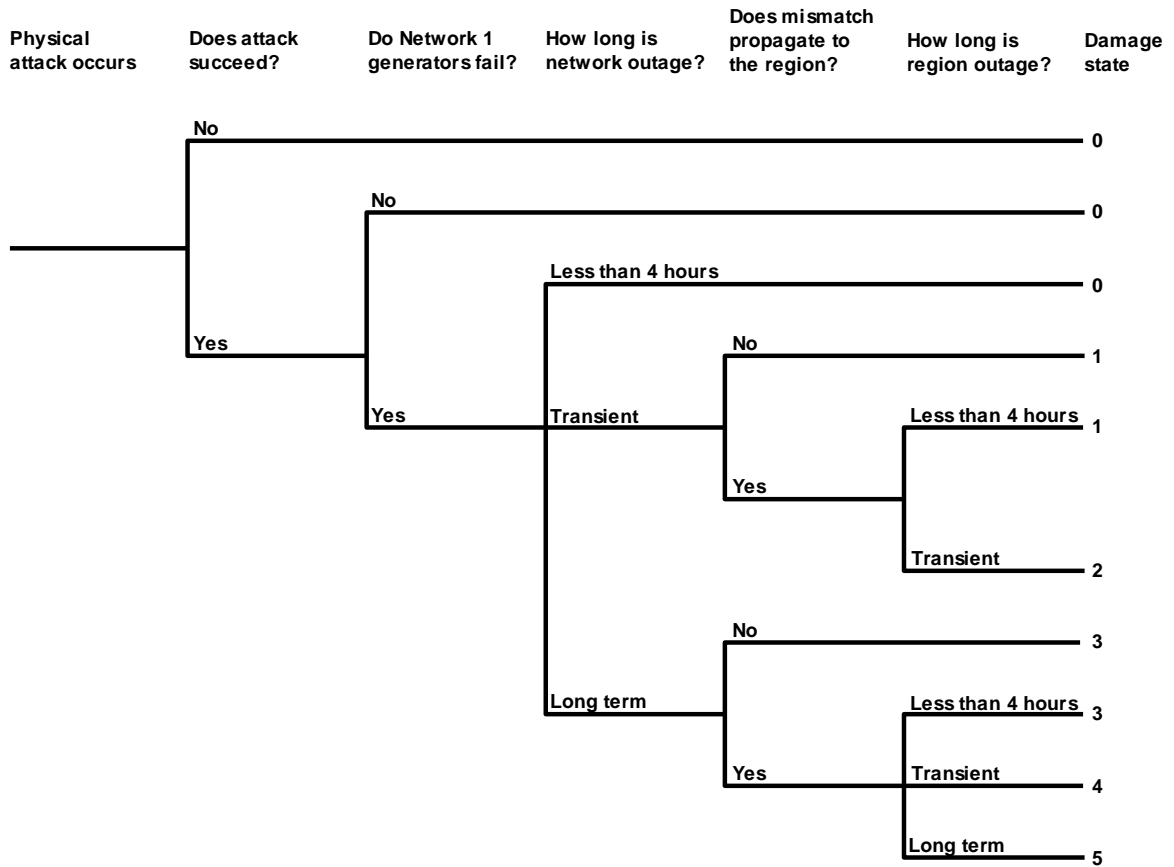 Physical
attack occurs
Does attack
succeed?
Do Network 1
generators fail?
How long is
network outage?
Does mismatch
propagate to
the region?
How long is
region outage?
Damage
state
No
0
No
0
Less than 4 hours
0
Yes
No
1
Yes
Transient
Less than 4 hours
1
Yes
Transient
2
No
3
Long term
Less than 4 hours
3
Yes
Transient
4
Long term
5